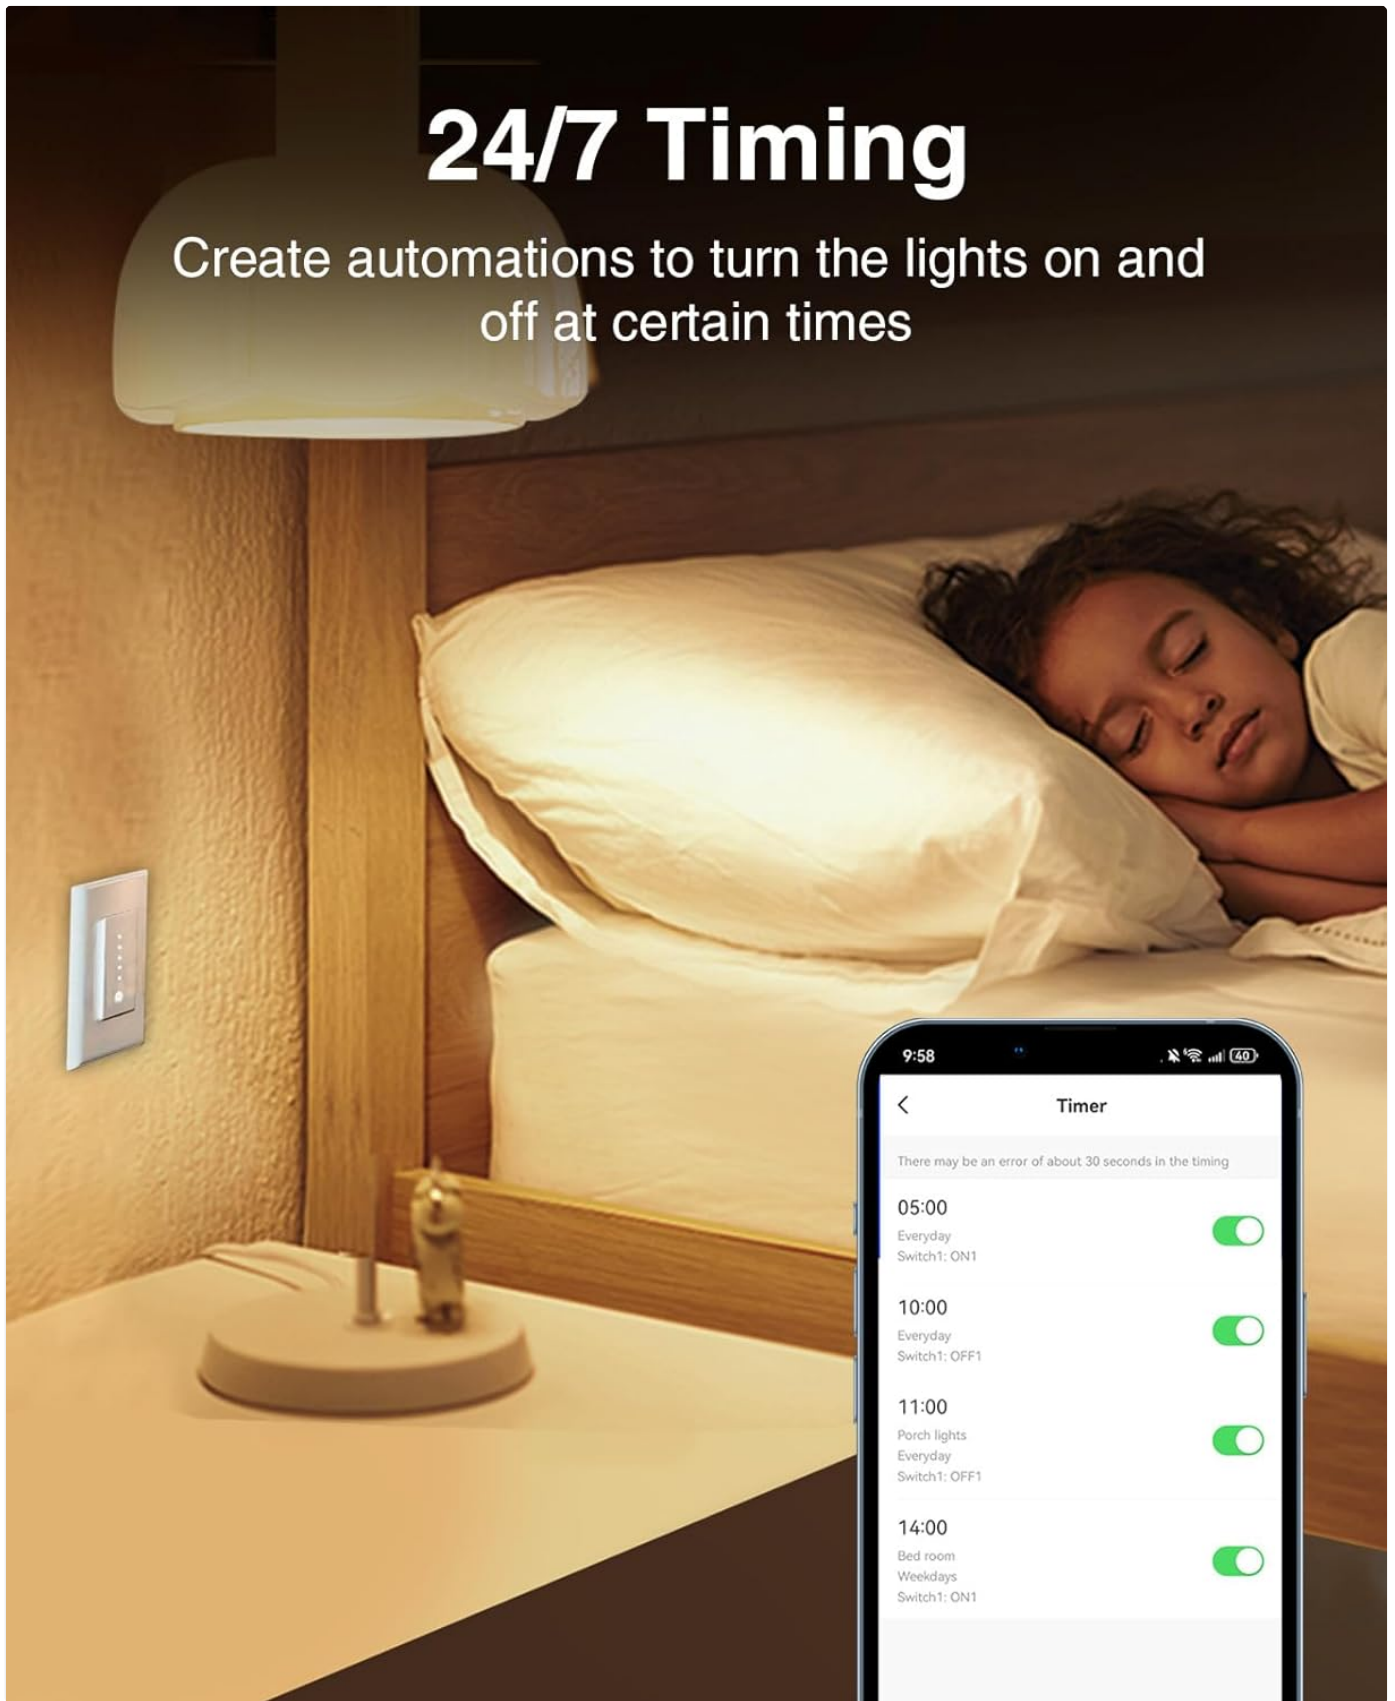 24/7 Timing
Create automations to turn the lights on and
off at certain times
9:58
40
Timer
There may be an error of about 30 seconds in the timing
05:00
Everyday
Switch1: ON1
10:00
Everyday
Switch1: OFF1
11:00
Porch lights
Everyday
Switch1: OFF1
14:00
Bed room
Weekdays
Switch1: ON1